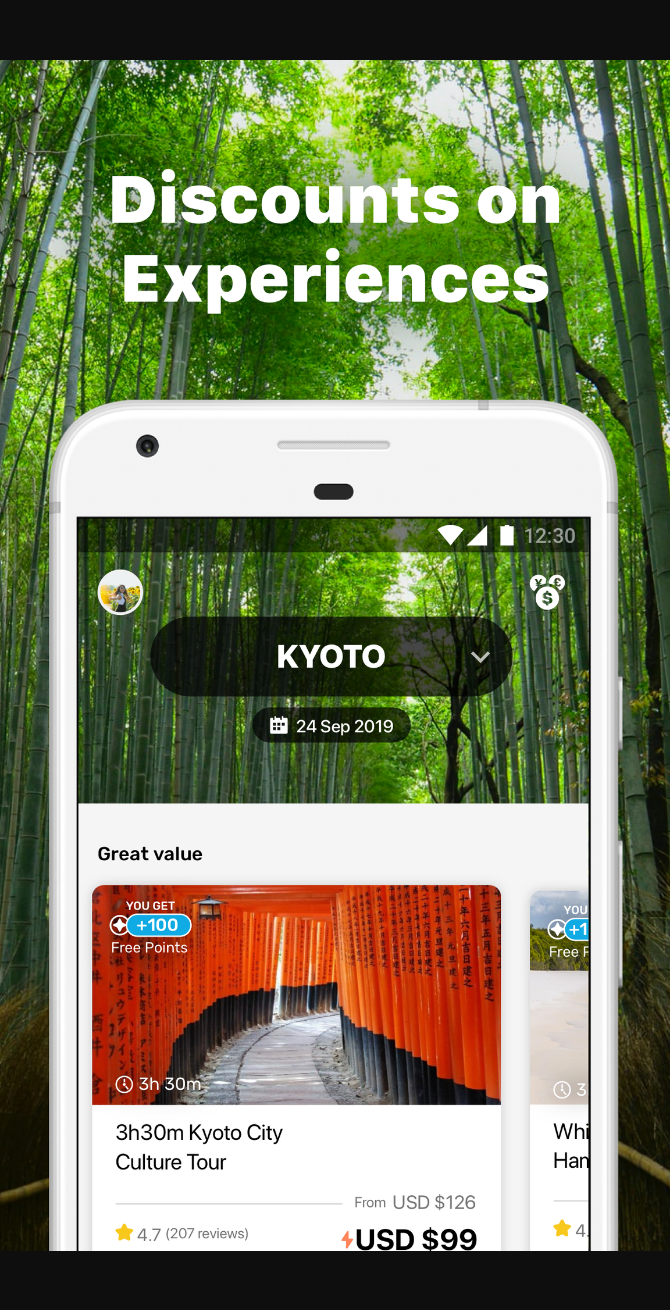 Discounts on
Experiences
12:30
KYOTO
24 Sep 2019
Great value
YOU GET
+100
Free Points
3h 30m
3h30m Kyoto City
Culture Tour
From USD $126
4.7 (207 reviews)
USD $99
YOU
+1
Free F
3
Whi
Han
4.